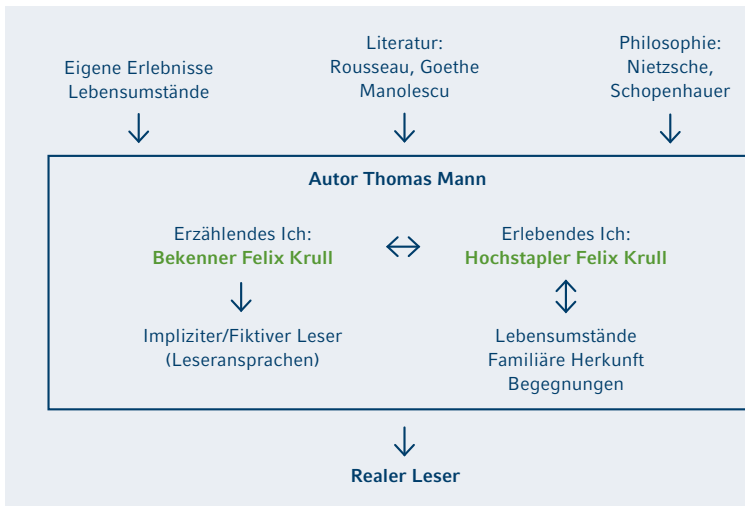 Eigene Erlebnisse
Lebensumstände
Literatur:
Rousseau, Goethe
Manolescu
Philosophie:
Nietzsche,
Schopenhauer
Autor Thomas Mann
Erzählendes Ich:
Bekenner Felix Krull
Erlebendes Ich:
Hochstapler Felix Krull
Impliziter/Fiktiver Leser
(Leseransprachen)
Lebensumstände
Familiäre Herkunft
Begegnungen
Realer Leser